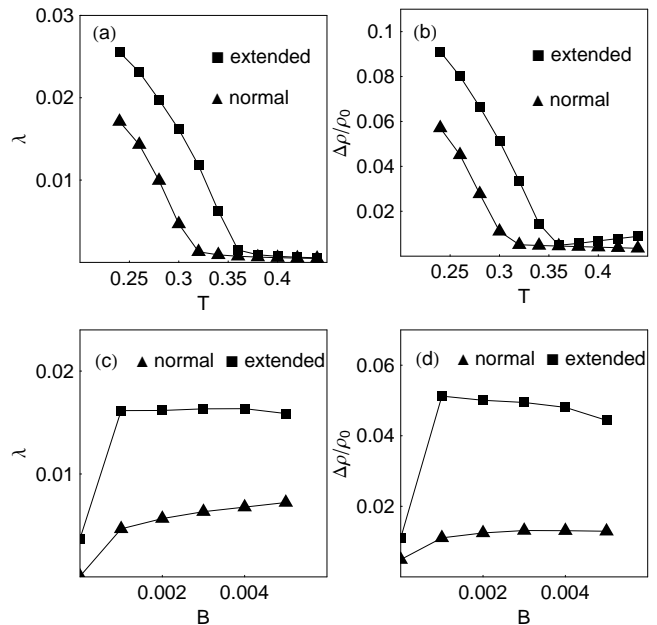 (a)
extended
normal
λ
0.03
0.02
0.01
0.25 0.3 0.35 0.4
T
(b)
extended
normal
Δρ/ρ0
0.1
0.08
0.06
0.04
0.02
0.25 0.3 0.35 0.4
T
(c) normal extended
λ
0.02
0.01
0.002 0.004
B
(d) normal extended
Δρ/ρ0
0.06
0.04
0.02
0.002 0.004
B